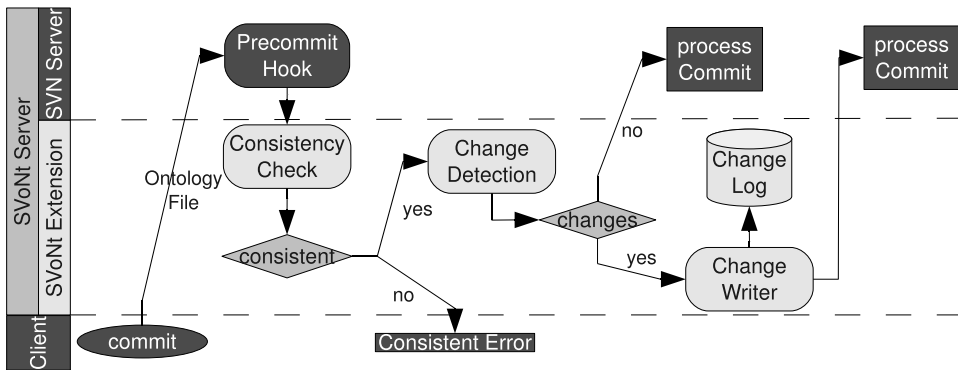 SVoNt Server
SVN Server
SVoNt Extension
Client
commit
Ontology
File
Precommit
Hook
Consistency
Check
consistent
yes
no
Consistent Error
Change
Detection
changes
no
yes
process
Commit
Change
Log
Change
Writer
process
Commit